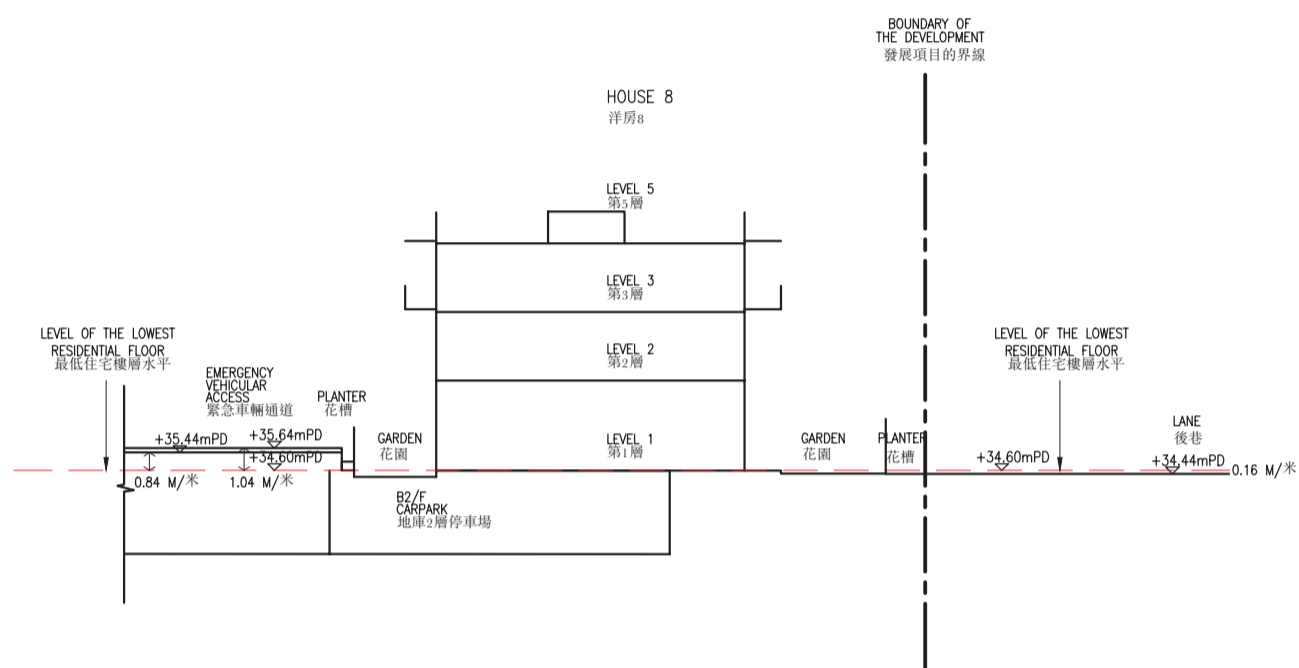 BOUNDARY OF
THE DEVELOPMENT
發展項目的界線
HOUSE 8
洋房8
LEVEL 5
第5層
LEVEL 3
第3層
LEVEL 2
第2層
LEVEL 1
第1層
LEVEL OF THE LOWEST
RESIDENTIAL FLOOR
最低住宅樓層水平
EMERGENCY
VEHICULAR
ACCESS
緊急車輛通道
PLANTER
花槽
GARDEN
花園
+35.44mPD
+35.64mPD
+34.60mPD
0.84 M/米
1.04 M/米
B2/F
CARPARK
地庫2層停車場
GARDEN
花園
PLANTER
花槽
LEVEL OF THE LOWEST
RESIDENTIAL FLOOR
最低住宅樓層水平
LANE
後巷
+34.60mPD
+34.44mPD
0.16 M/米